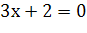 3x + 2 = 0